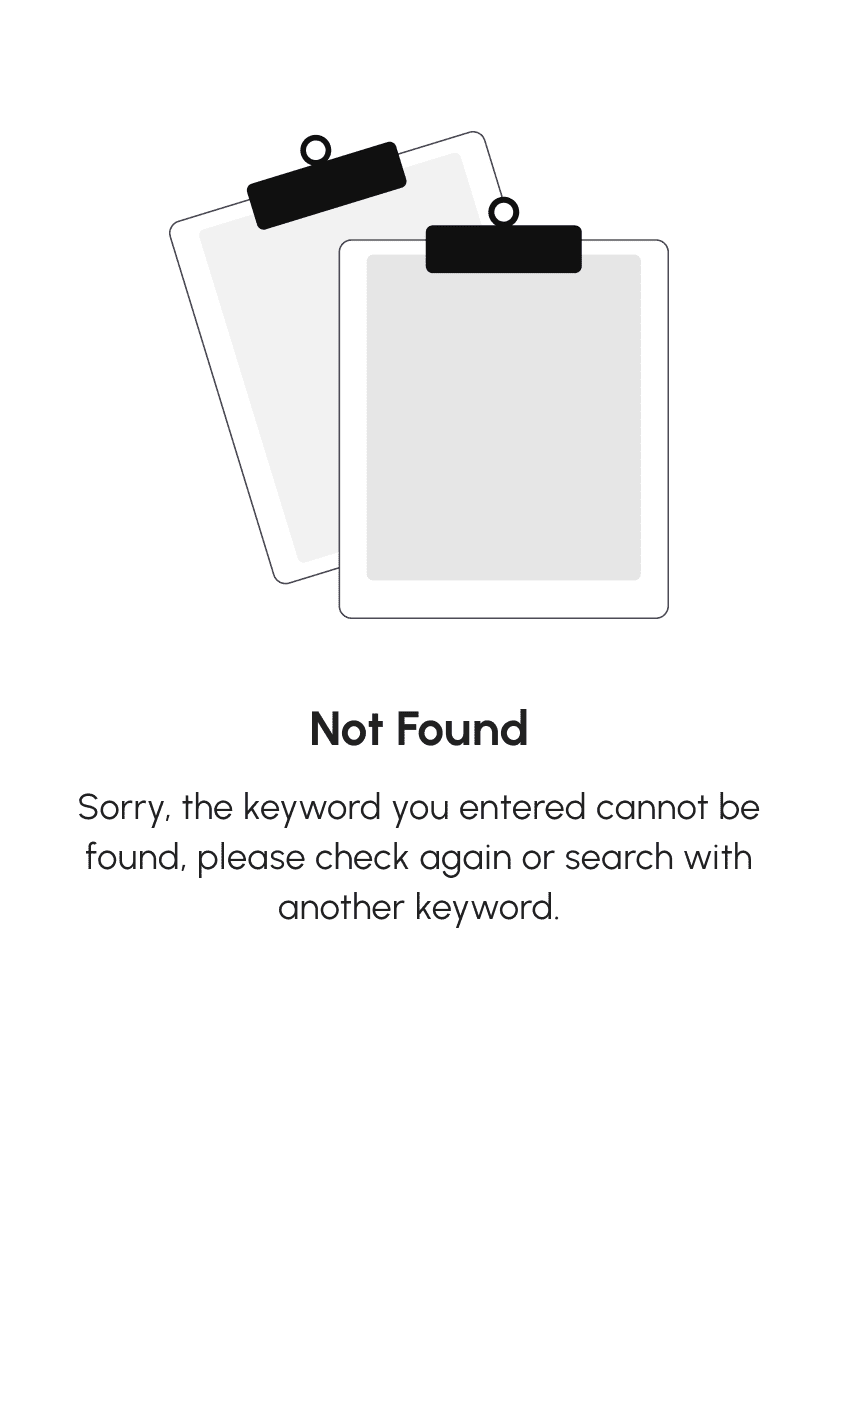 Not Found
Sorry, the keyword you entered cannot be
found, please check again or search with
another keyword.